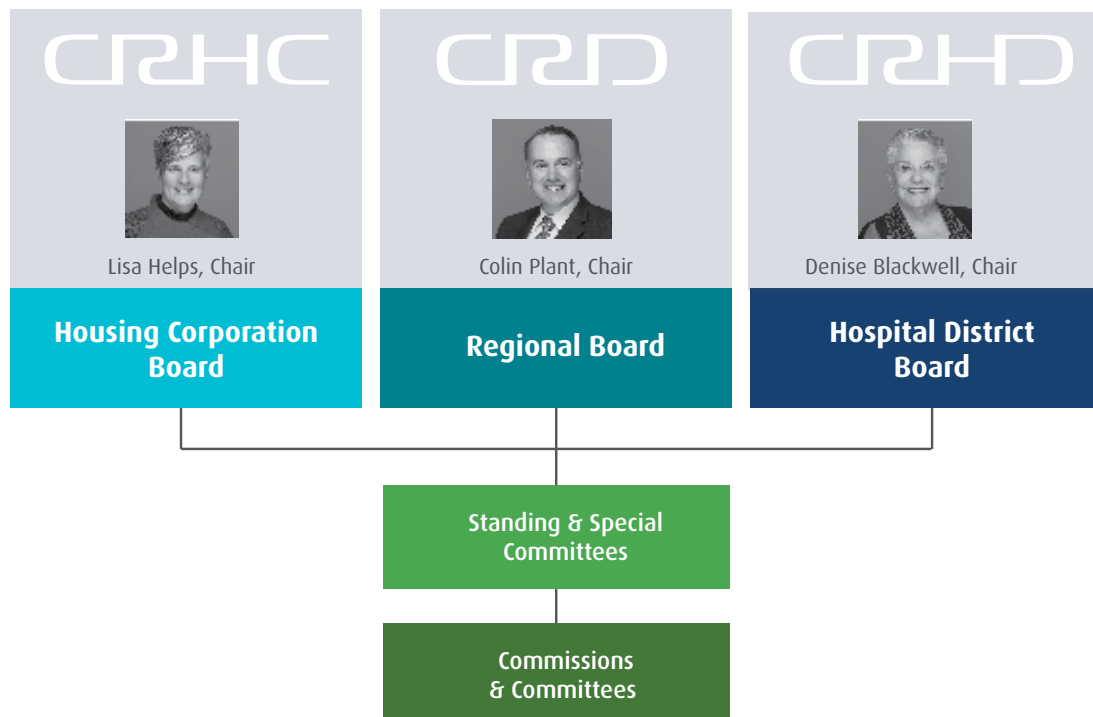 CRHC
CRD
CRHD
Lisa Helps, Chair
Colin Plant, Chair
Denise Blackwell, Chair
Housing Corporation
Board
Regional Board
Hospital District
Board
Standing & Special
Committees
Commissions
& Committees